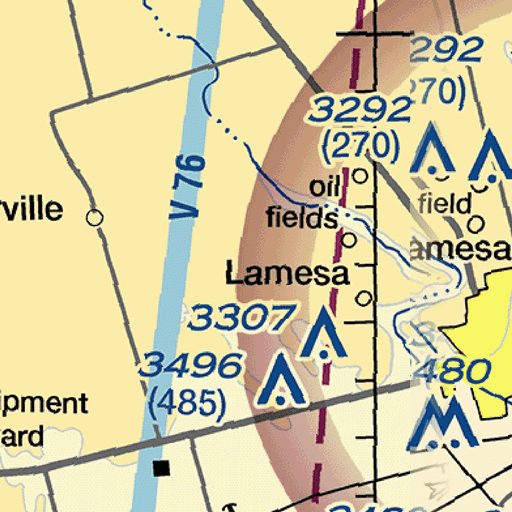 292
270)
3292
(270)
V 76
oil
field
rville
fields
amesa
Lamesa
3307
3496
480
(485)
ipment
ard